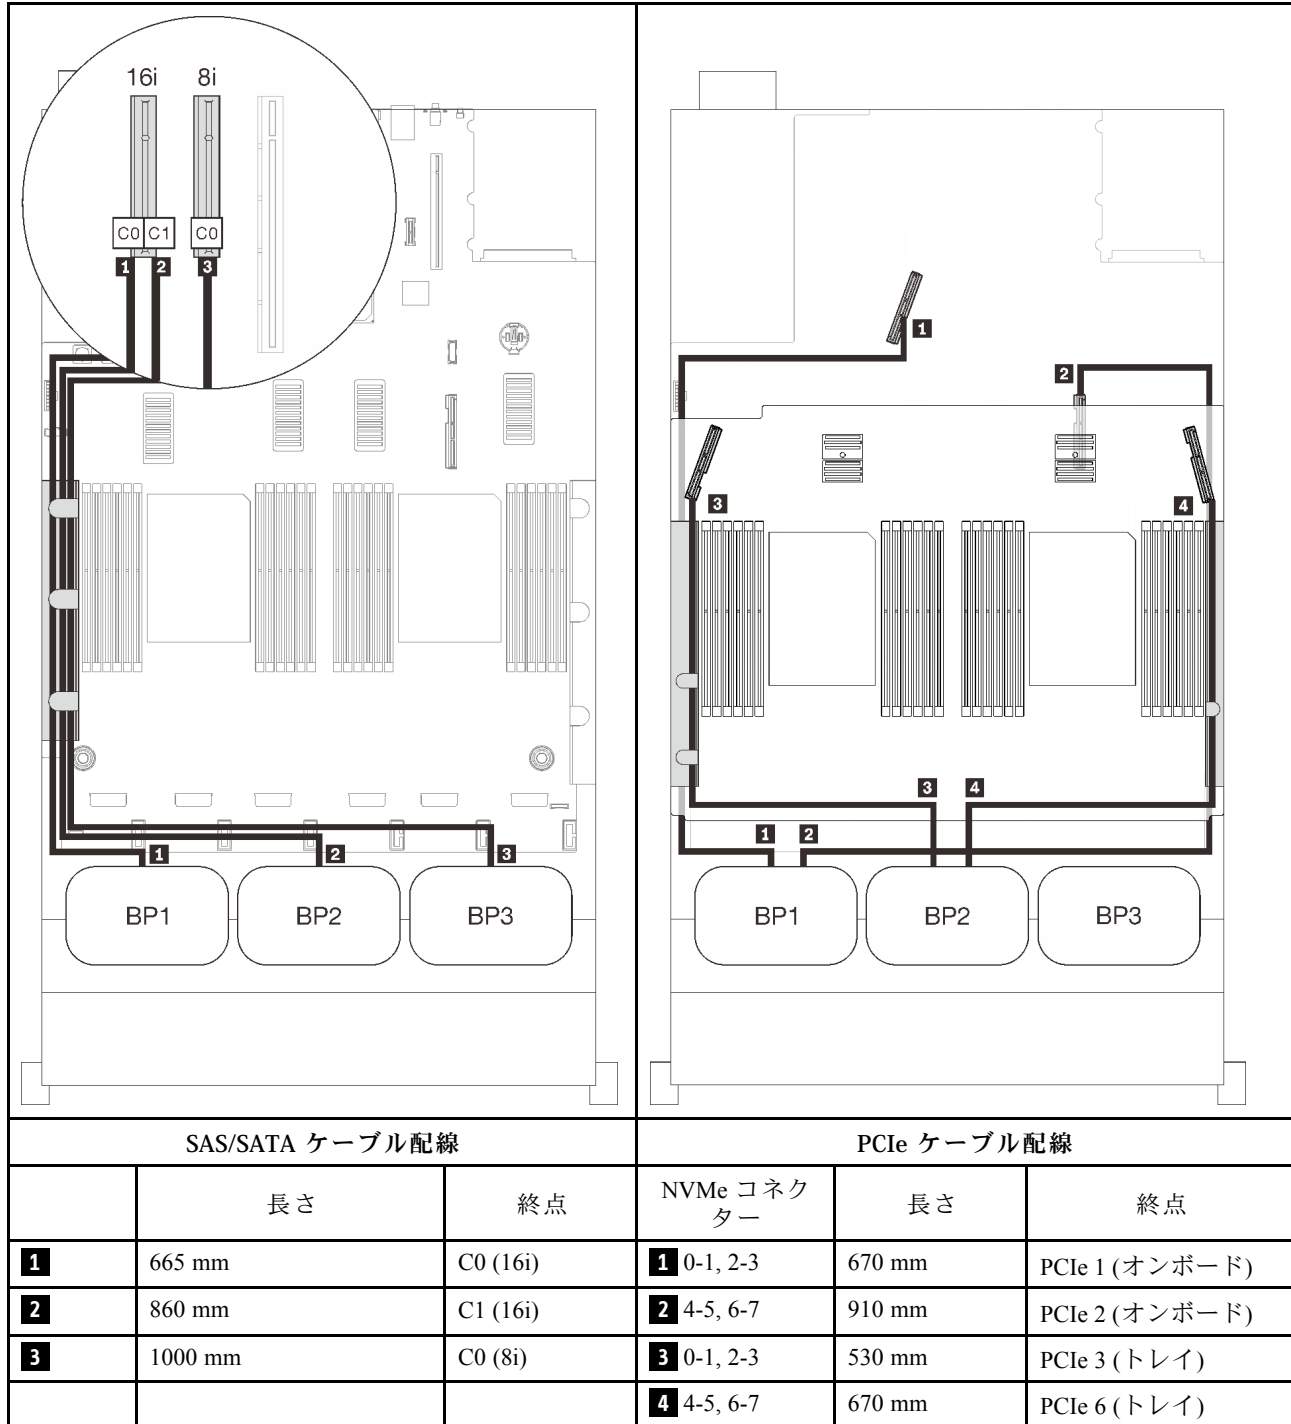 16i 8i
C0 C1 C0
1 2 3
1 2 3
BP1 BP2 BP3
1
2
3 4
3 4
1 2
BP1 BP2 BP3
SAS/SATA ケーブル配線 PCIe ケーブル配線
長さ 終点 NVMe コネクター 長さ 終点
1 665 mm C0 (16i) 1 0-1, 2-3 670 mm PCIe 1 (オンボード)
2 860 mm C1 (16i) 2 4-5, 6-7 910 mm PCIe 2 (オンボード)
3 1000 mm C0 (8i) 3 0-1, 2-3 530 mm PCIe 3 (トレイ)
4 4-5, 6-7 670 mm PCIe 6 (トレイ)